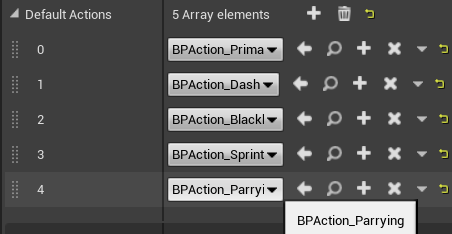 Default Actions 5 Array elements
0 BPAction_Prima
1 BPAction_Dash
2 BPAction_Blackl
3 BPAction_Sprint
4 BPAction_Parryi
BPAction_Parrying